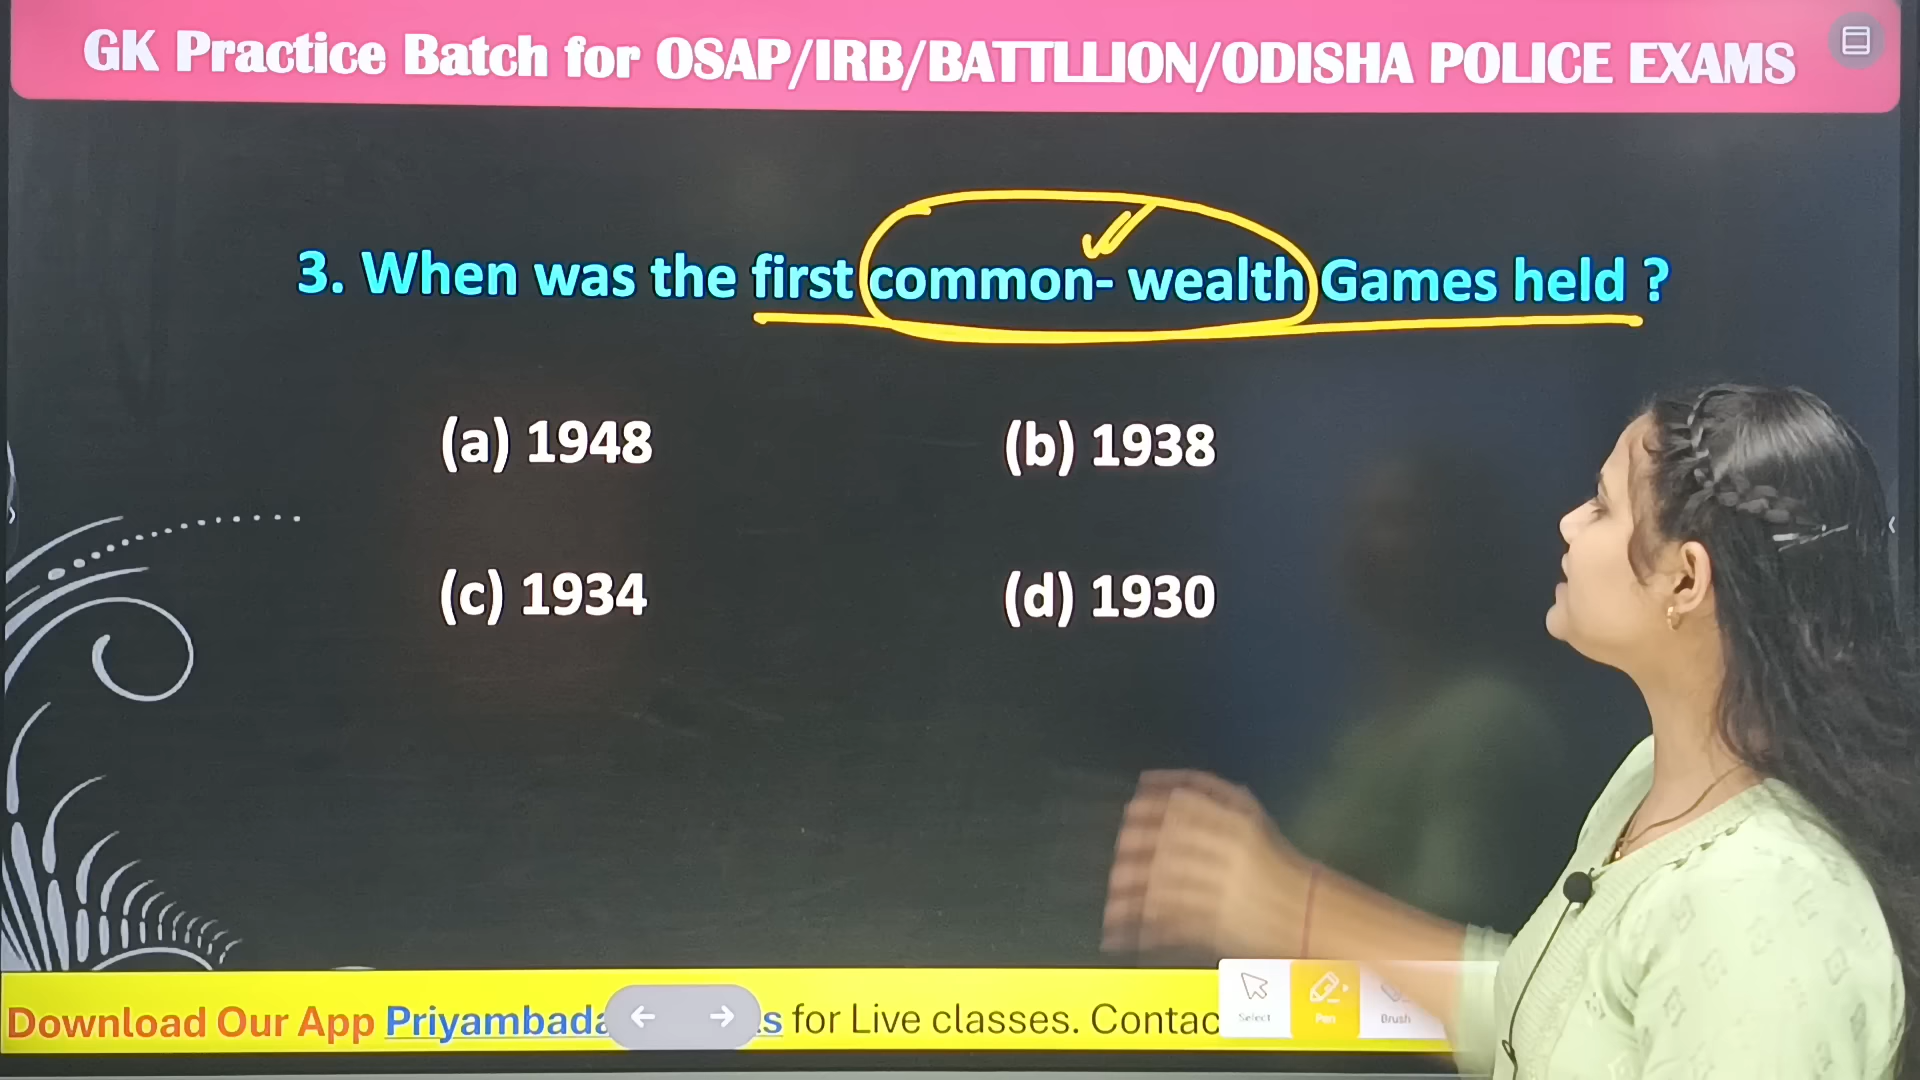 GK Practice Batch for OSAP/IRB/BATTLLION/ODISHA POLICE EXAMS
3. When was the first common- wealth Games held ?
(a) 1948 (b) 1938
(c) 1934 (d) 1930
Download Our App Priyambada s for Live classes. Contac
Select Pen Brush